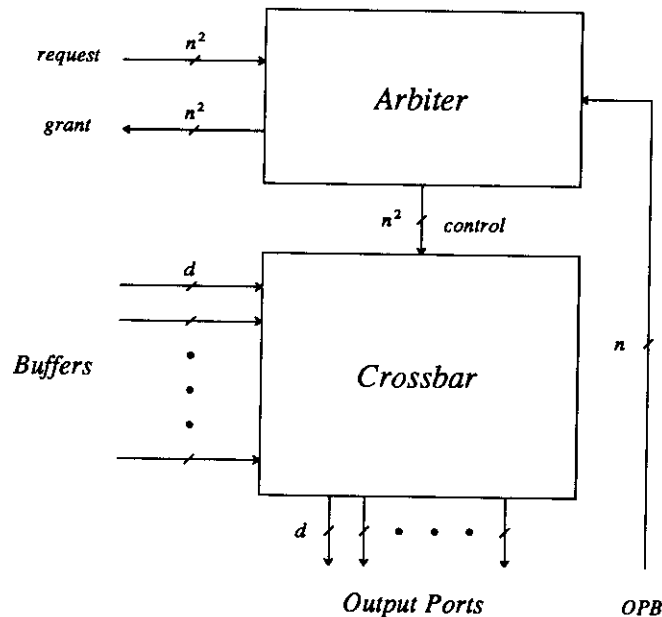 n²
request
Arbiter
n²
grant
n²
control
d
Buffers
Crossbar
n
d
Output Ports
OPB